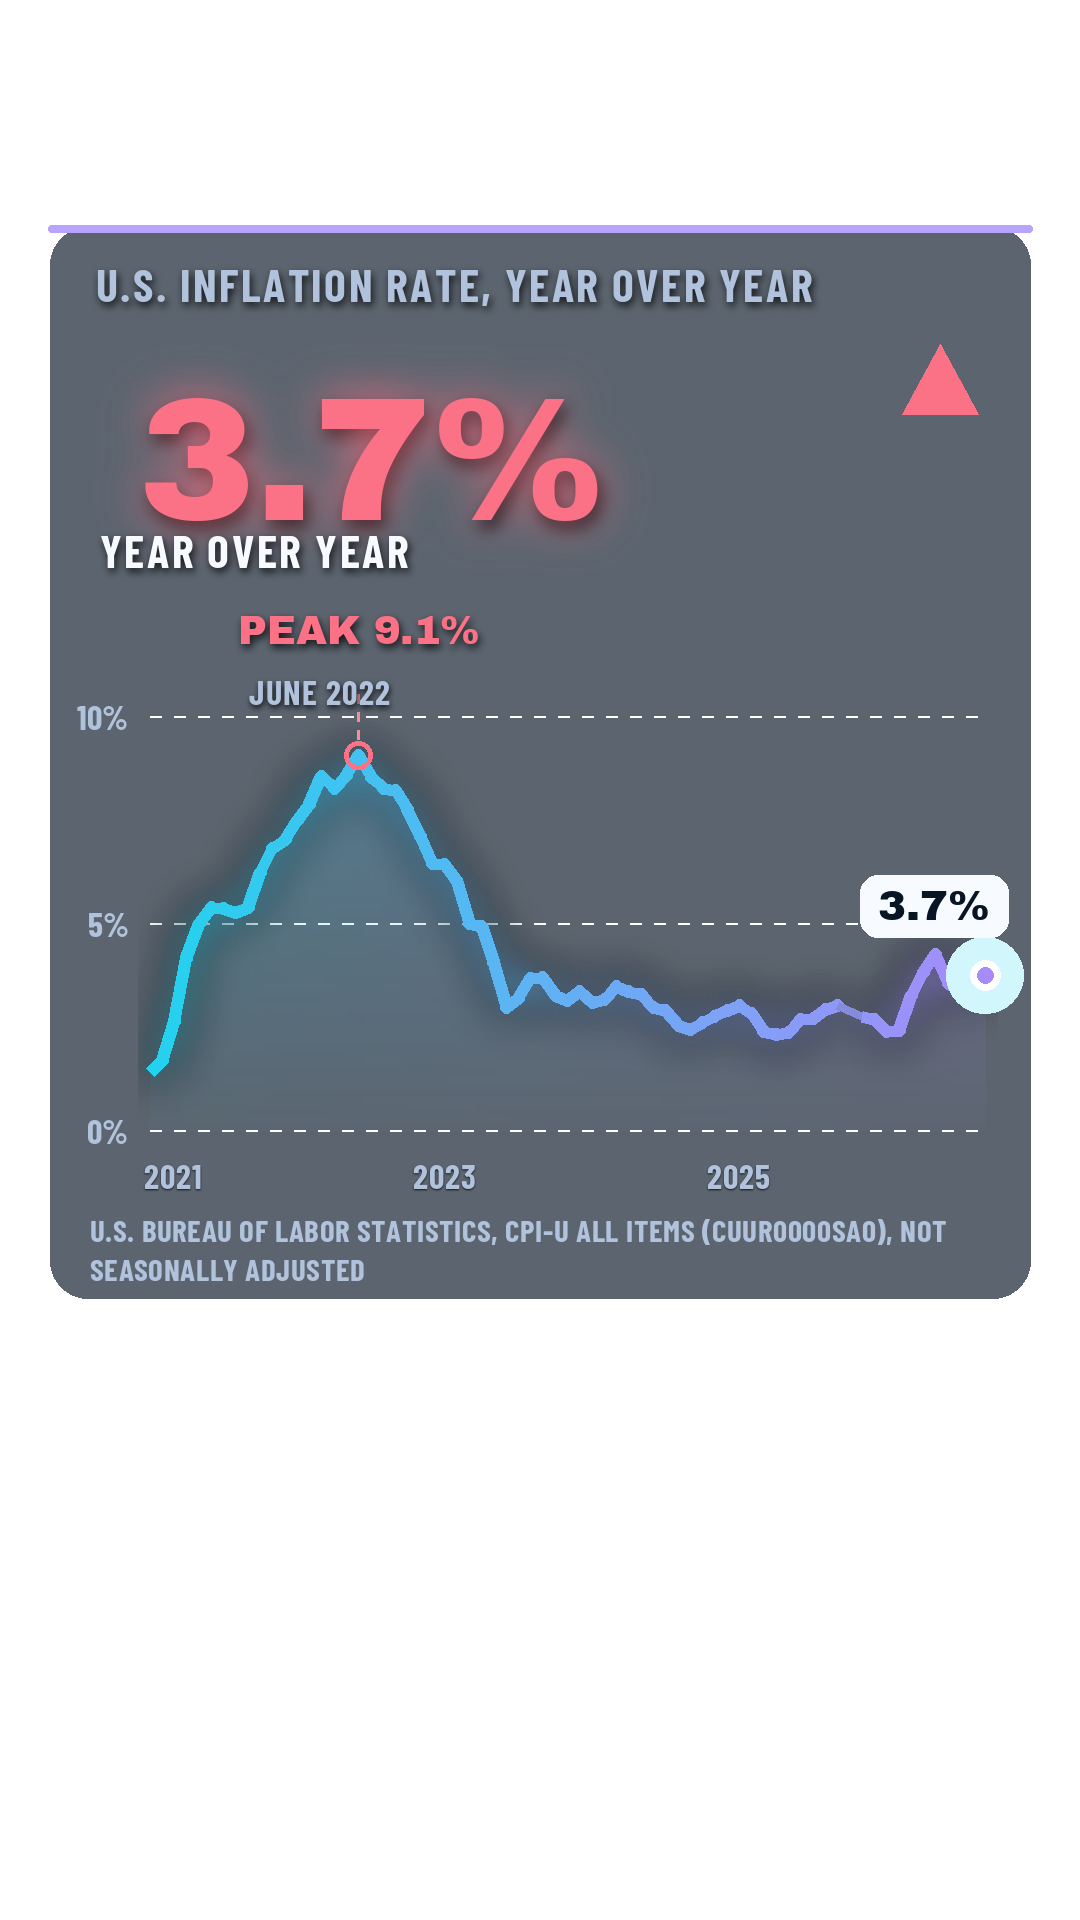 U.S. INFLATION RATE, YEAR OVER YEAR
3.7%
YEAR OVER YEAR
PEAK 9.1%
JUNE 2022
10%
3.7%
5%
0%
2021 2023 2025
U.S. BUREAU OF LABOR STATISTICS, CPI-U ALL ITEMS (CUUR0000SA0), NOT
SEASONALLY ADJUSTED